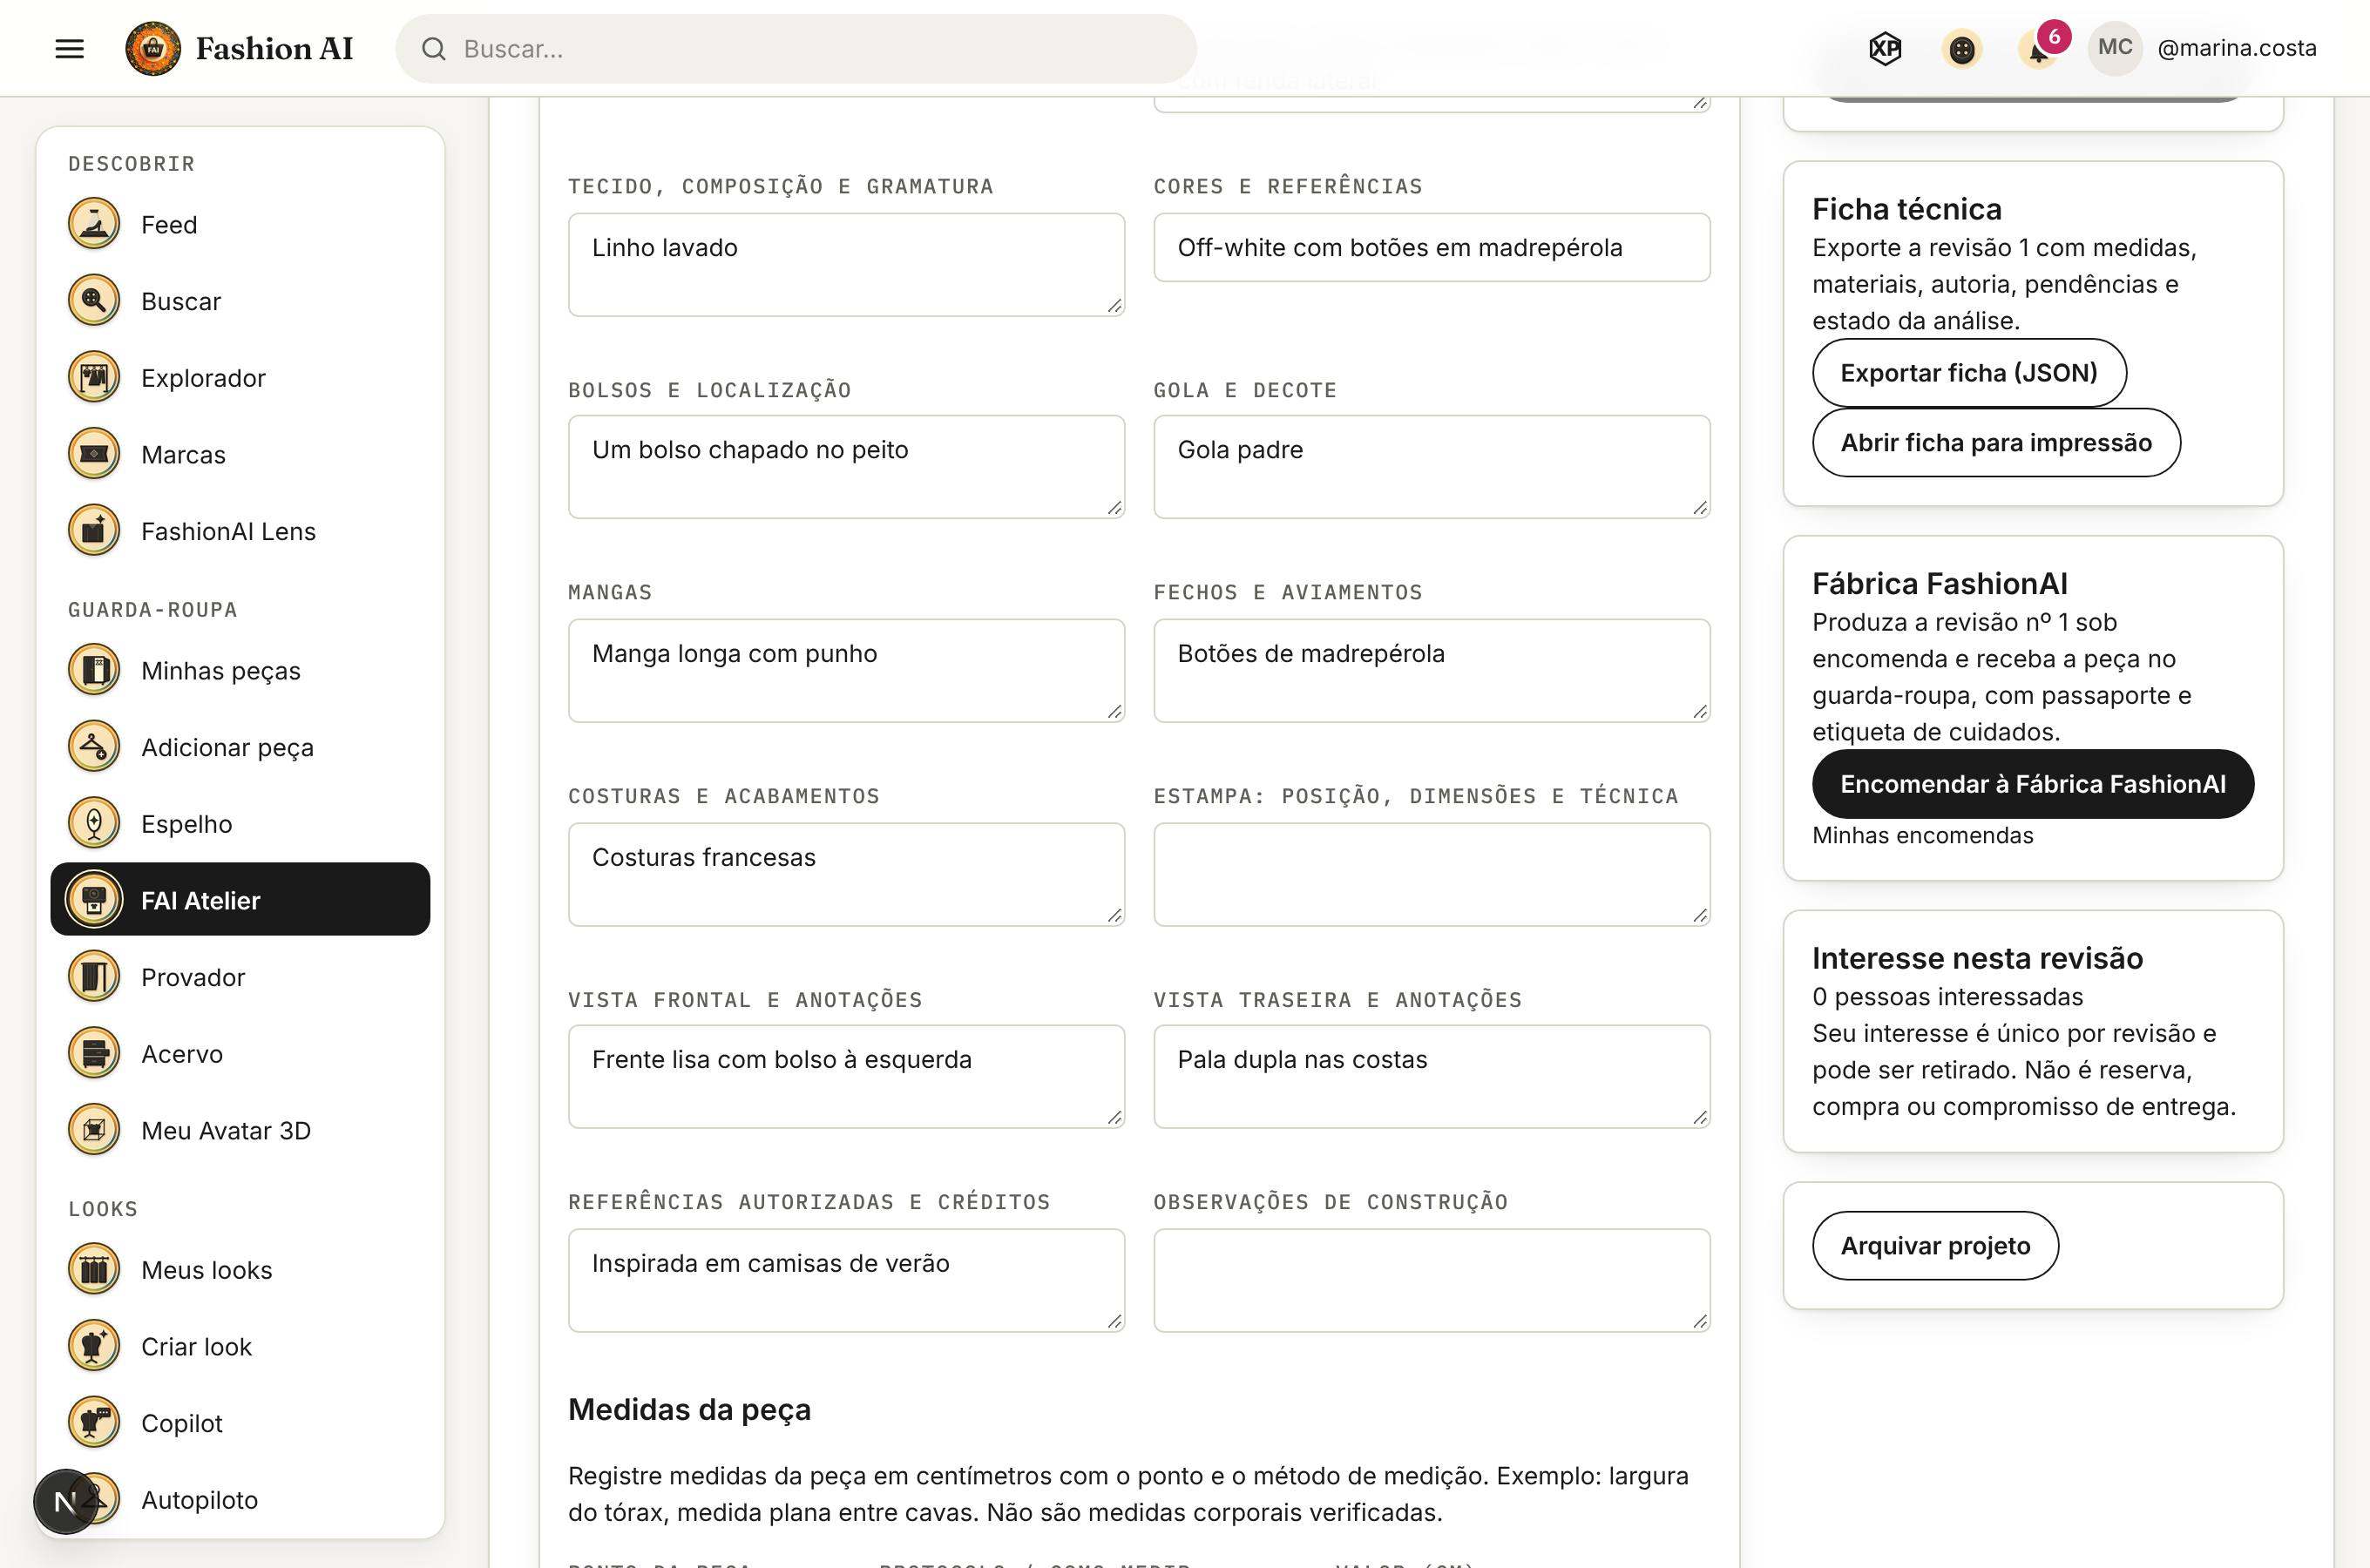 Fashion AI
Buscar...
XP
6
MC
@marina.costa
DESCOBRIR
Feed
Buscar
Explorador
Marcas
FashionAI Lens
GUARDA-ROUPA
Minhas peças
Adicionar peça
Espelho
FAI Atelier
Provador
Acervo
Meu Avatar 3D
LOOKS
Meus looks
Criar look
Copilot
Autopiloto
N
TECIDO, COMPOSIÇÃO E GRAMATURA
Linho lavado
CORES E REFERÊNCIAS
Off-white com botões em madrepérola
BOLSOS E LOCALIZAÇÃO
Um bolso chapado no peito
GOLA E DECOTE
Gola padre
MANGAS
Manga longa com punho
FECHOS E AVIAMENTOS
Botões de madrepérola
COSTURAS E ACABAMENTOS
Costuras francesas
ESTAMPA: POSIÇÃO, DIMENSÕES E TÉCNICA
VISTA FRONTAL E ANOTAÇÕES
Frente lisa com bolso à esquerda
VISTA TRASEIRA E ANOTAÇÕES
Pala dupla nas costas
REFERÊNCIAS AUTORIZADAS E CRÉDITOS
Inspirada em camisas de verão
OBSERVAÇÕES DE CONSTRUÇÃO
Medidas da peça
Registre medidas da peça em centímetros com o ponto e o método de medição. Exemplo: largura
do tórax, medida plana entre cavas. Não são medidas corporais verificadas.
PONTO DA PEÇA
PROTOCOLO / COMO MEDIR
VALOR (CM)
Ficha técnica
Exporte a revisão 1 com medidas,
materiais, autoria, pendências e
estado da análise.
Exportar ficha (JSON)
Abrir ficha para impressão
Fábrica FashionAI
Produza a revisão nº 1 sob
encomenda e receba a peça no
guarda-roupa, com passaporte e
etiqueta de cuidados.
Encomendar à Fábrica FashionAI
Minhas encomendas
Interesse nesta revisão
0 pessoas interessadas
Seu interesse é único por revisão e
pode ser retirado. Não é reserva,
compra ou compromisso de entrega.
Arquivar projeto